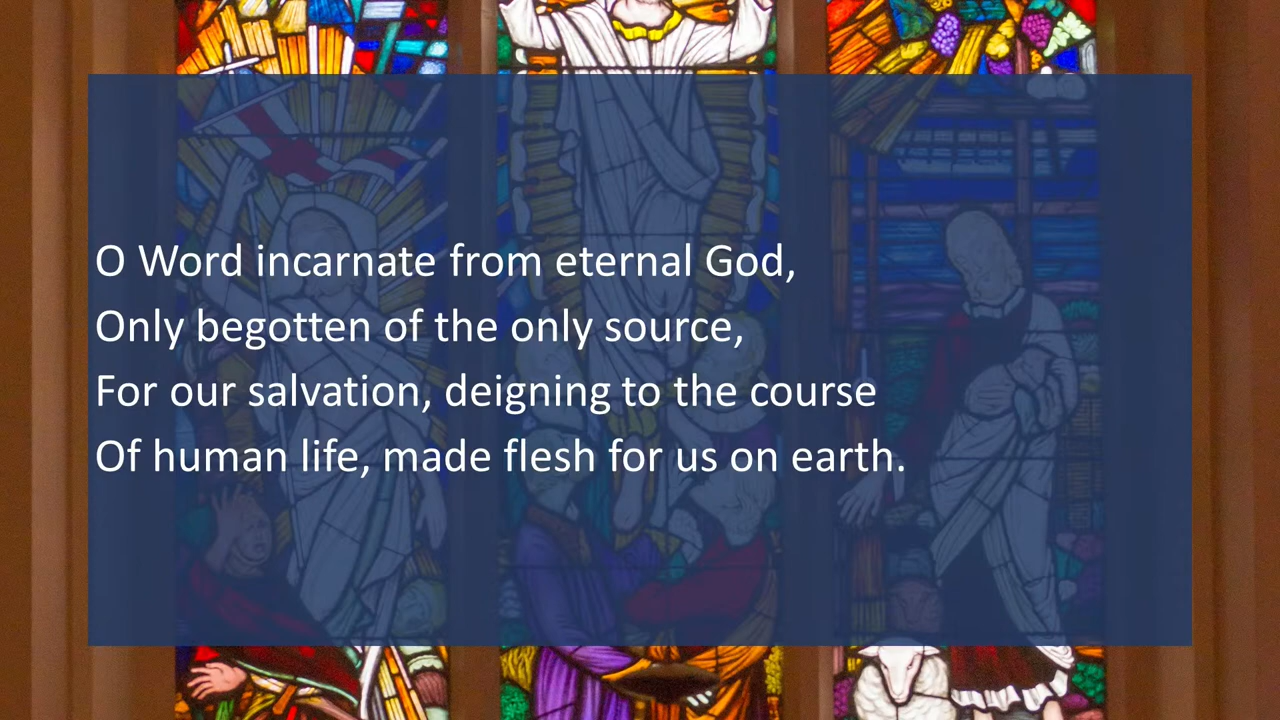 O Word incarnate from eternal God,
Only begotten of the only source,
For our salvation, deigning to the course
Of human life, made flesh for us on earth.